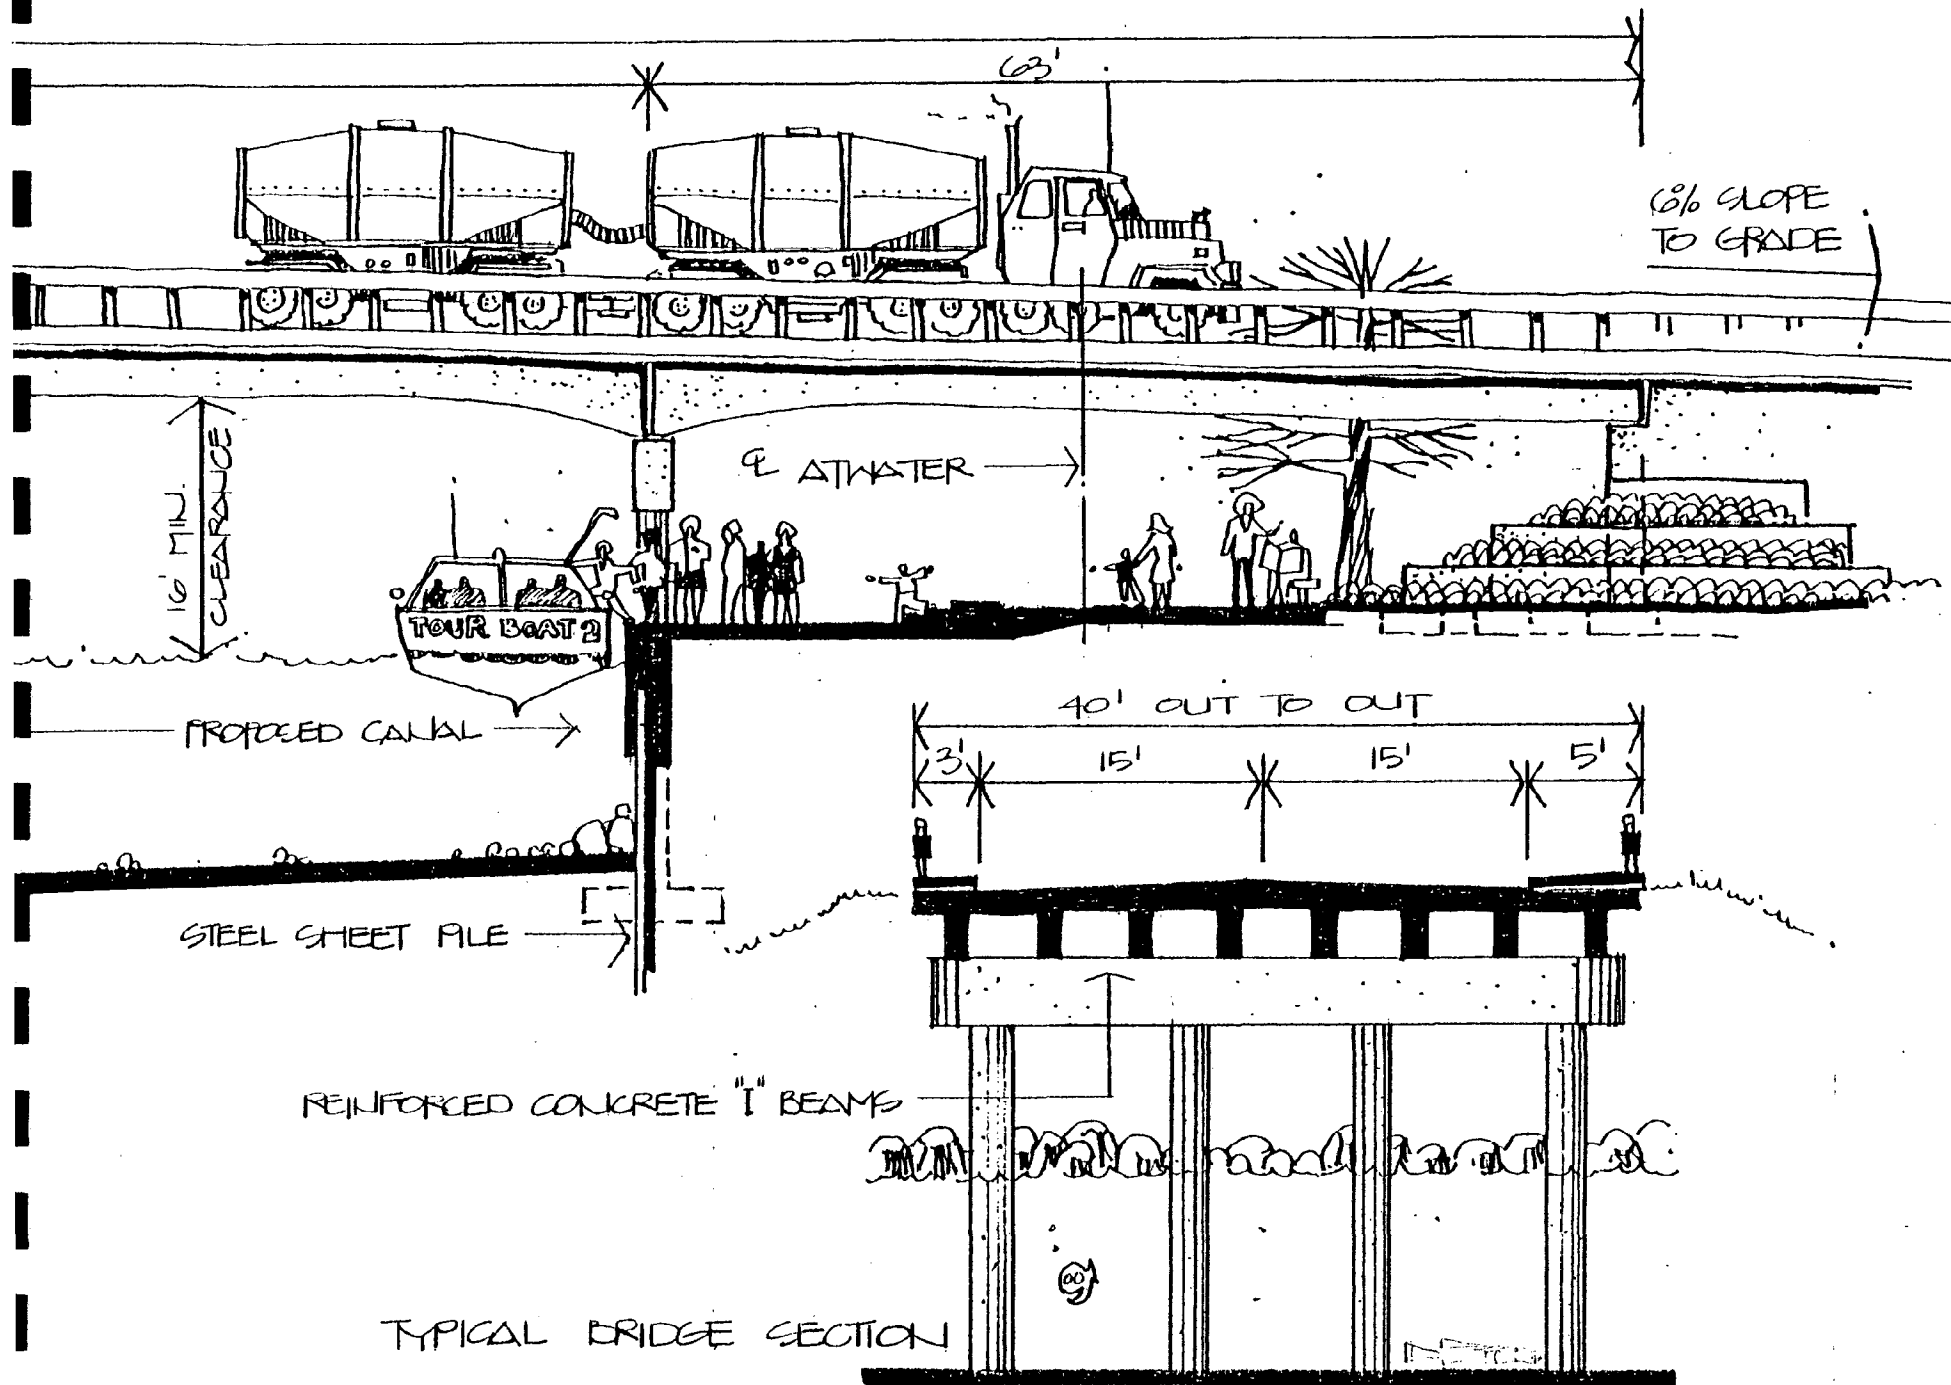 63'
6% SLOPE
TO GRADE
16' MIN.
CLEARANCE
℄ ATWATER
TOUR BOAT 2
PROPOSED CANAL
40' OUT TO OUT
3' 15' 15' 5'
STEEL SHEET PILE
REINFORCED CONCRETE "I" BEAMS
TYPICAL BRIDGE SECTION